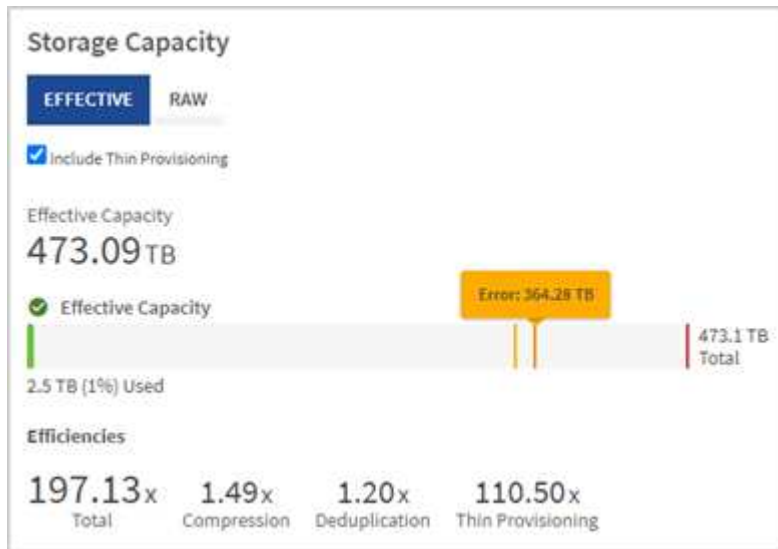 Storage Capacity
EFFECTIVE RAW
Include Thin Provisioning
Effective Capacity
473.09 TB
Error: 364.28 TB
Effective Capacity
473.1 TB
Total
2.5 TB (1%) Used
Efficiencies
197.13x 1.49x 1.20x 110.50x
Total Compression Deduplication Thin Provisioning